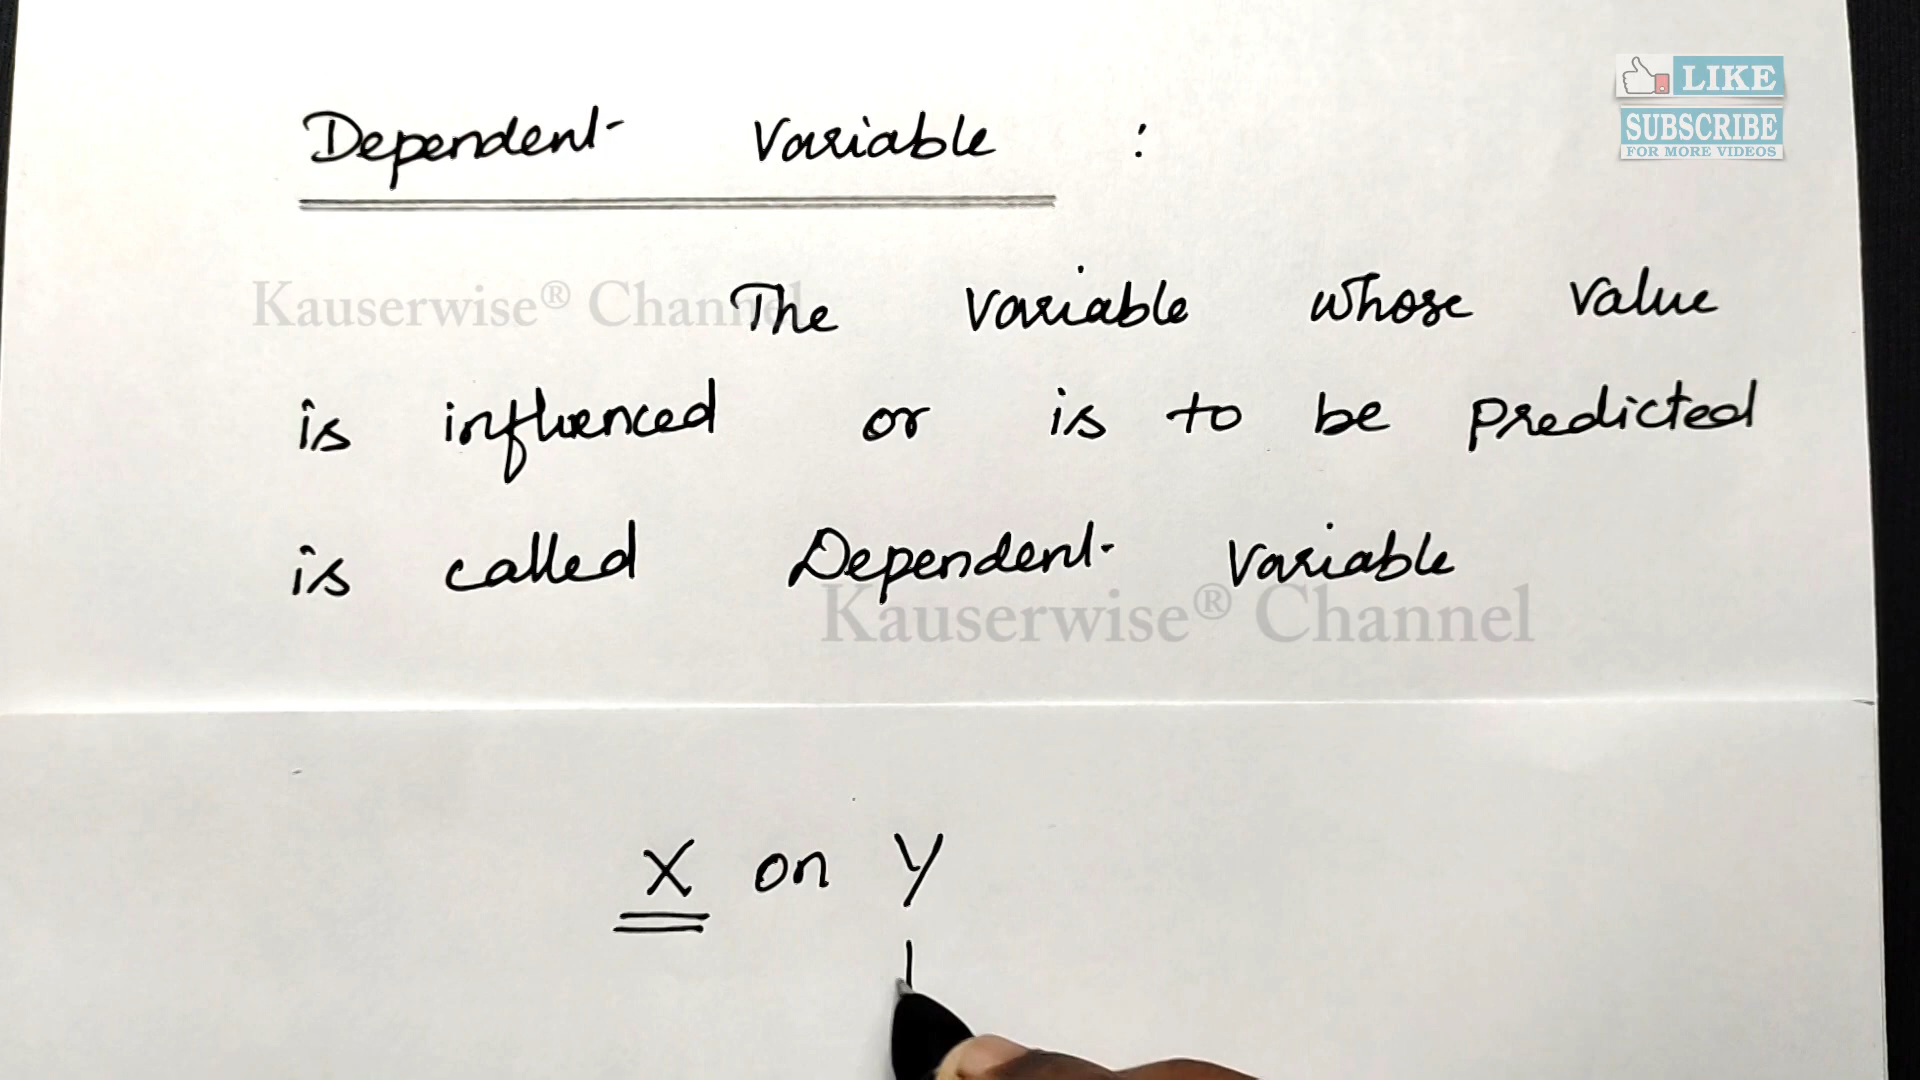 LIKE
SUBSCRIBE
FOR MORE VIDEOS
Dependent Variable :
Kauserwise® Channel
The Variable whose value
is influenced or is to be predicted
is called Dependent Variable
Kauserwise® Channel
X on Y